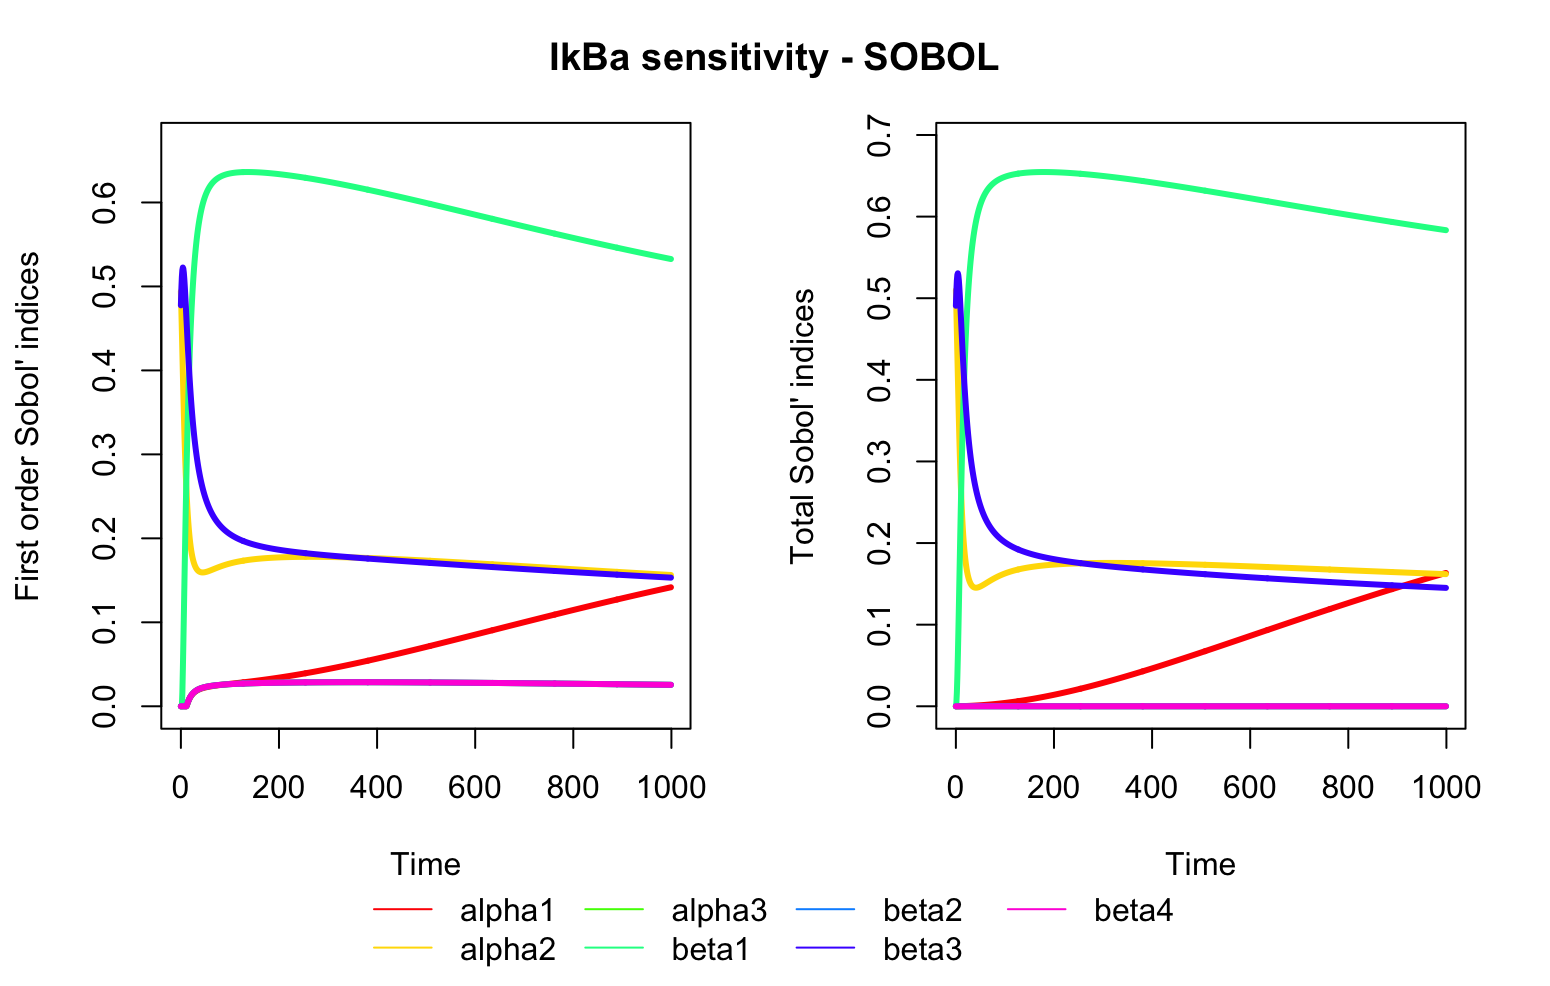 IkBa sensitivity - SOBOL
First order Sobol' indices
0.0 0.1 0.2 0.3 0.4 0.5 0.6
0 200 400 600 800 1000
Time
Total Sobol' indices
0.0 0.1 0.2 0.3 0.4 0.5 0.6 0.7
0 200 400 600 800 1000
Time
alpha1 alpha3 beta2 beta4
alpha2 beta1 beta3